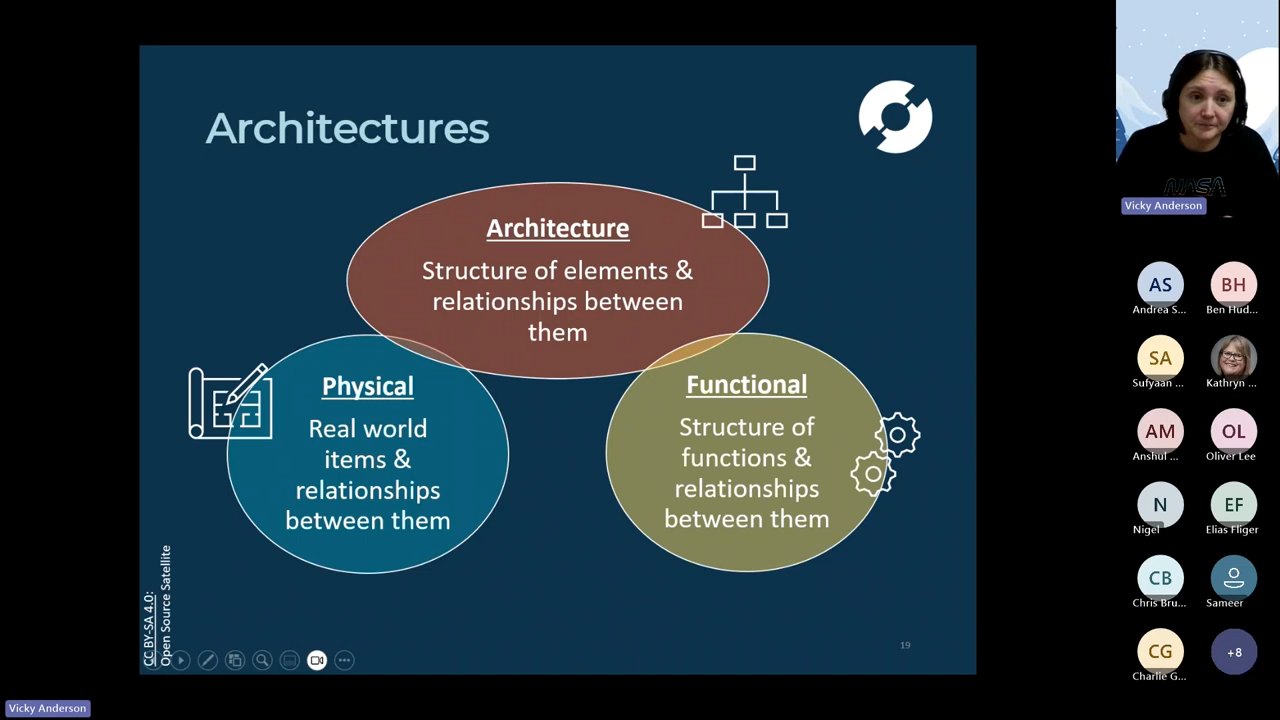 Architectures
Architecture
Structure of elements &
relationships between
them
Physical
Real world
items &
relationships
between them
Functional
Structure of
functions &
relationships
between them
CC BY-SA 4.0:
Open Source Satellite
19
NASA
Vicky Anderson
AS
Andrea S...
BH
Ben Hud...
SA
Sufyaan ...
Kathryn ...
AM
Anshul ...
OL
Oliver Lee
N
Nigel
EF
Elias Fliger
CB
Chris Bru...
Sameer
CG
Charlie G...
+8
Vicky Anderson